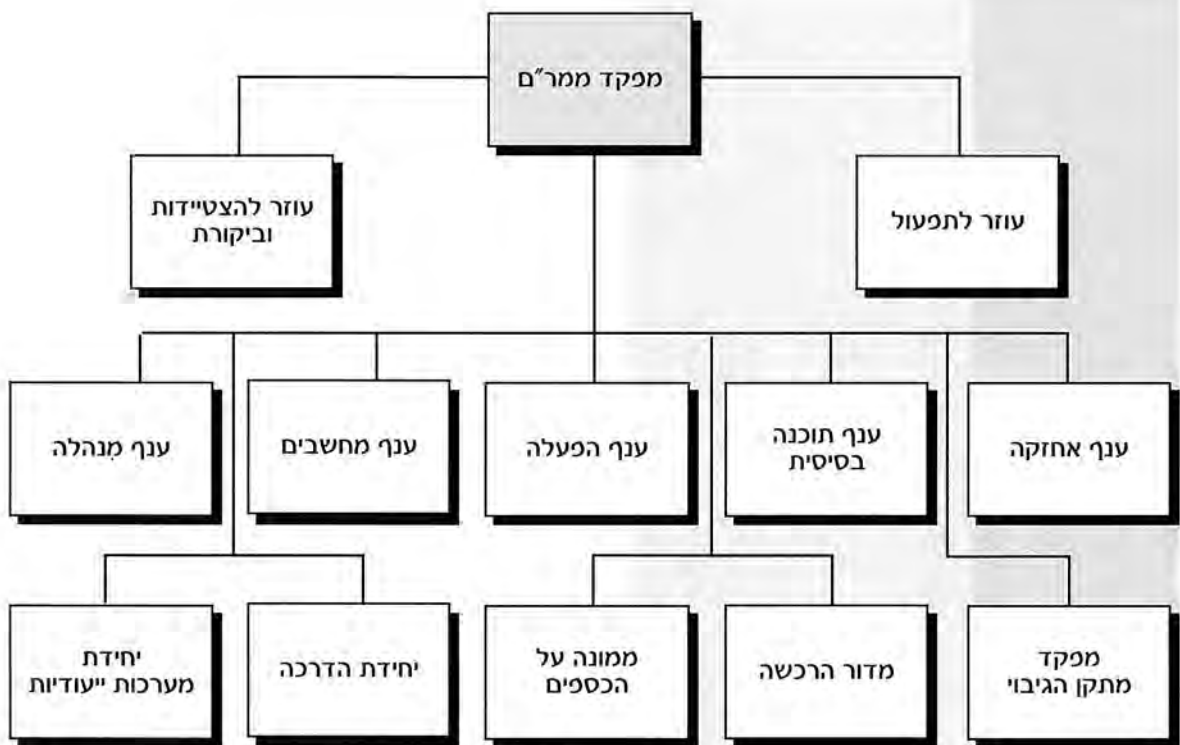 מפקד ממר״ם
עוזר לתפעול
עוזר להצטיידות
וביקורת
ענף אחזקה
ענף תוכנה
בסיסית
ענף הפעלה
ענף מחשבים
ענף מִנהלה
מפקד
מתקן הגיבוי
מדור הרכשה
ממונה על
הכספים
יחידת הדרכה
יחידת
מערכות ייעודיות